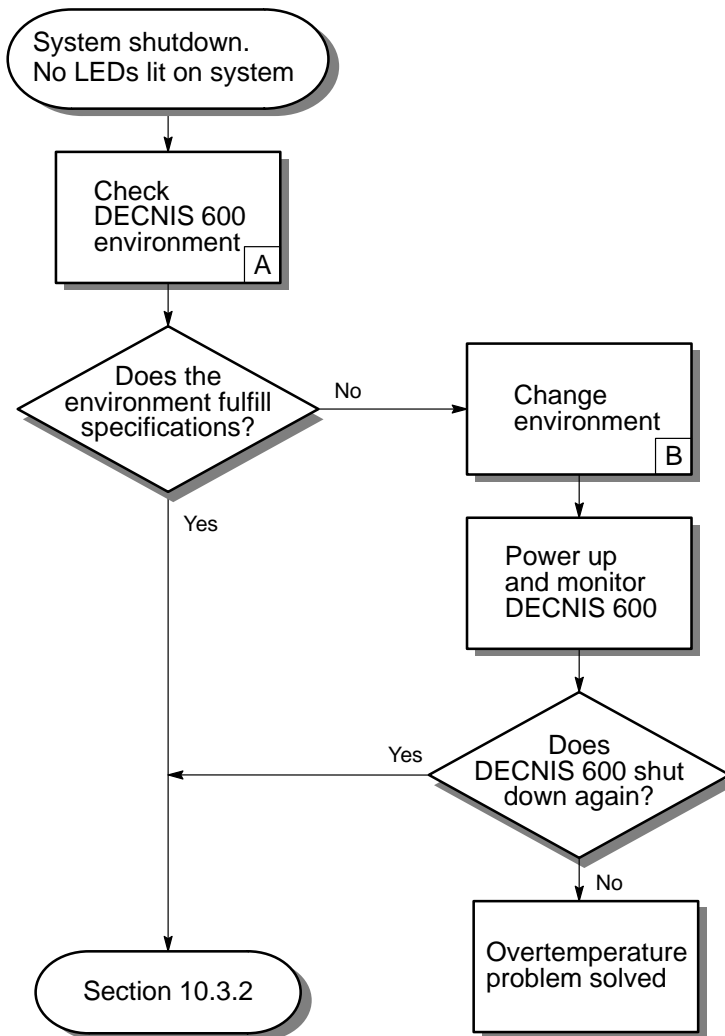 System shutdown.
No LEDs lit on system
Check
DECNIS 600
environment
A
Does the
environment fulfill
specifications?
No
Change
environment
B
Yes
Power up
and monitor
DECNIS 600
Does
DECNIS 600 shut
down again?
Yes
No
Overtemperature
problem solved
Section 10.3.2